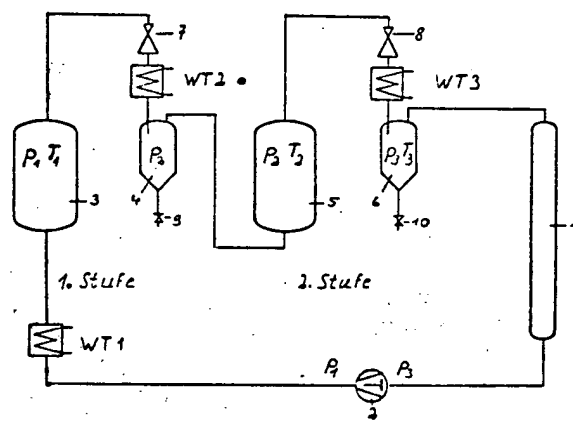 7
8
WT2
WT3
P₁ T₁
P₂
P₂ T₂
P₃ T₃
3
4
5
6
9
10
1. Stufe
2. Stufe
WT1
P₁
P₃
2